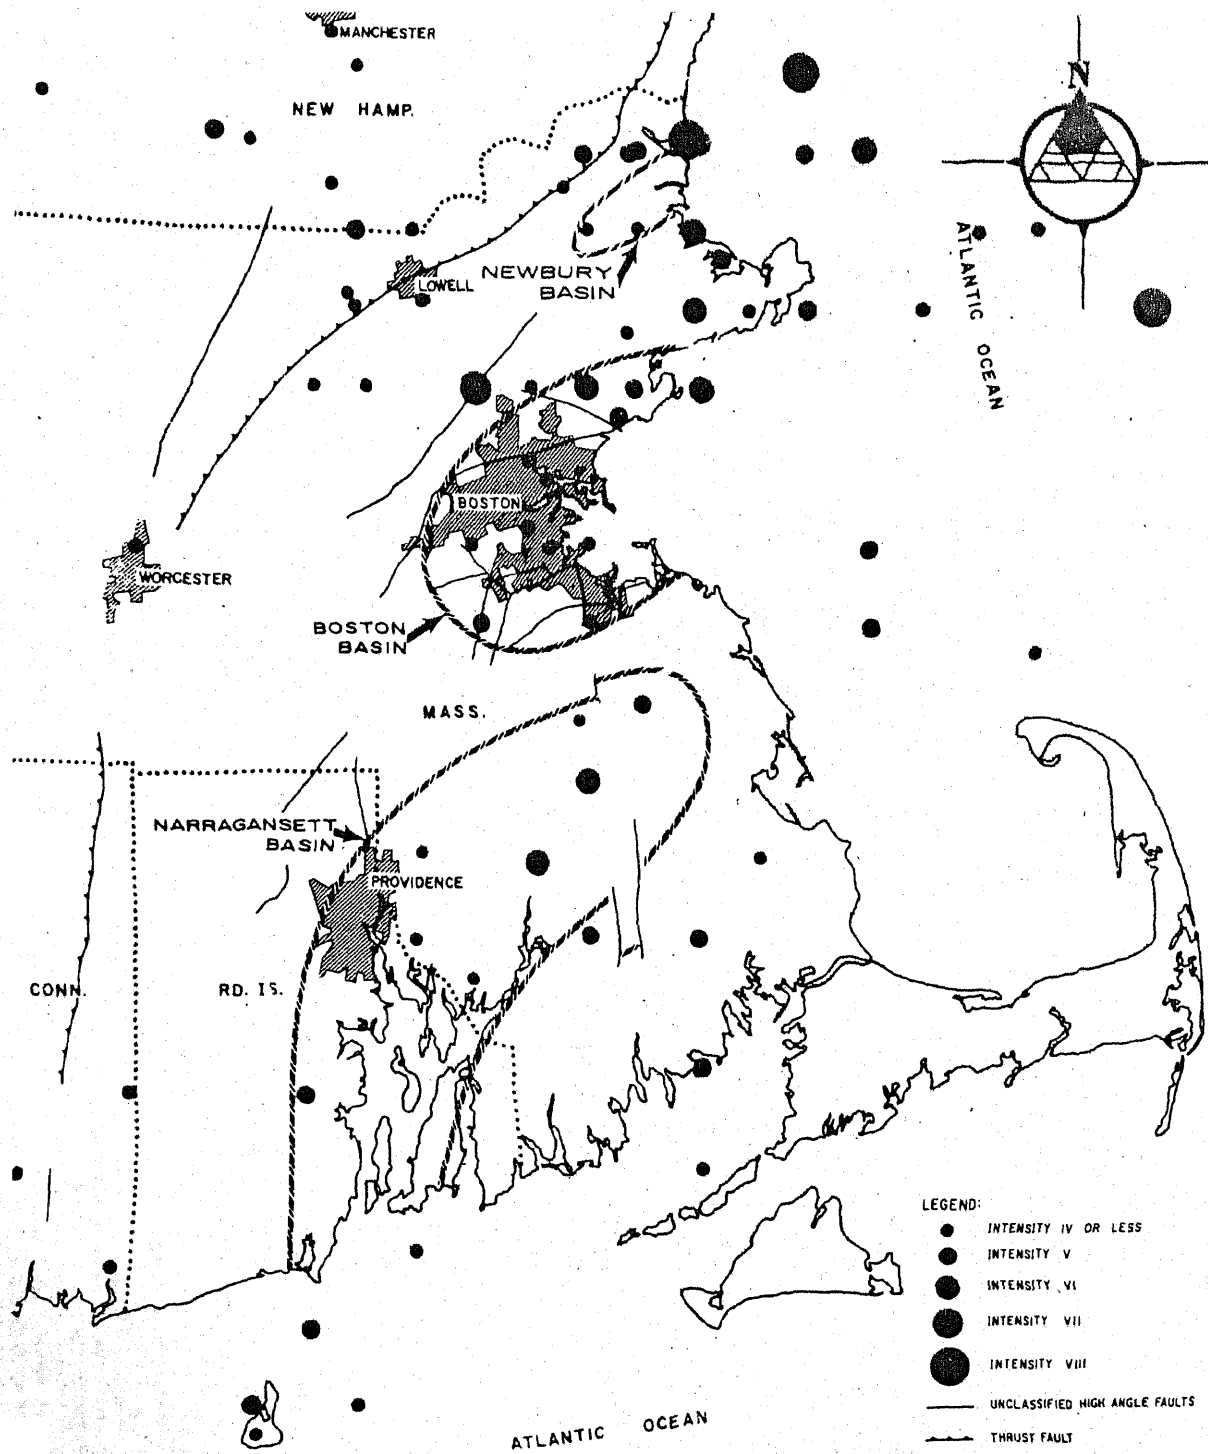 MANCHESTER
NEW HAMP.
N
ATLANTIC OCEAN
NEWBURY
BASIN
LOWELL
BOSTON
WORCESTER
BOSTON
BASIN
MASS.
NARRAGANSETT
BASIN
PROVIDENCE
CONN.
RD. IS.
LEGEND:
INTENSITY IV OR LESS
INTENSITY V
INTENSITY VI
INTENSITY VII
INTENSITY VIII
UNCLASSIFIED HIGH ANGLE FAULTS
THRUST FAULT
ATLANTIC OCEAN